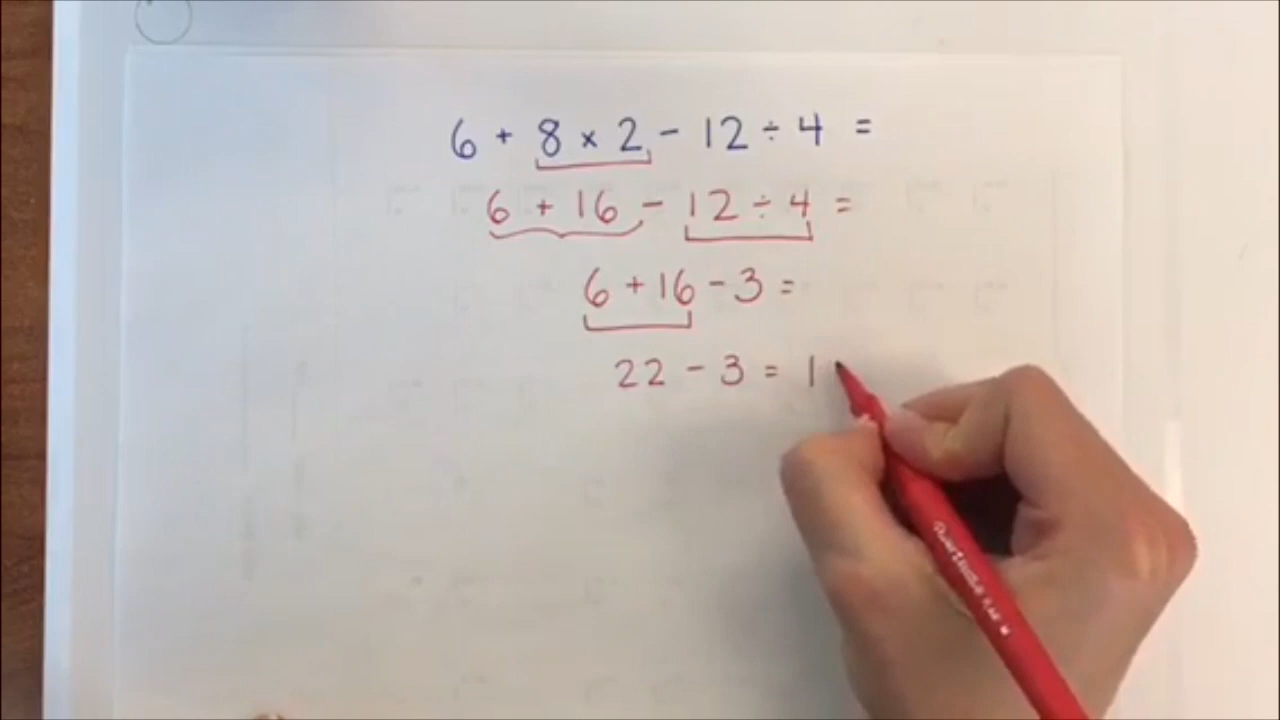 6 + 8 × 2 - 12 ÷ 4 =
6 + 16 - 12 ÷ 4 =
6 + 16 - 3 =
22 - 3 = 1